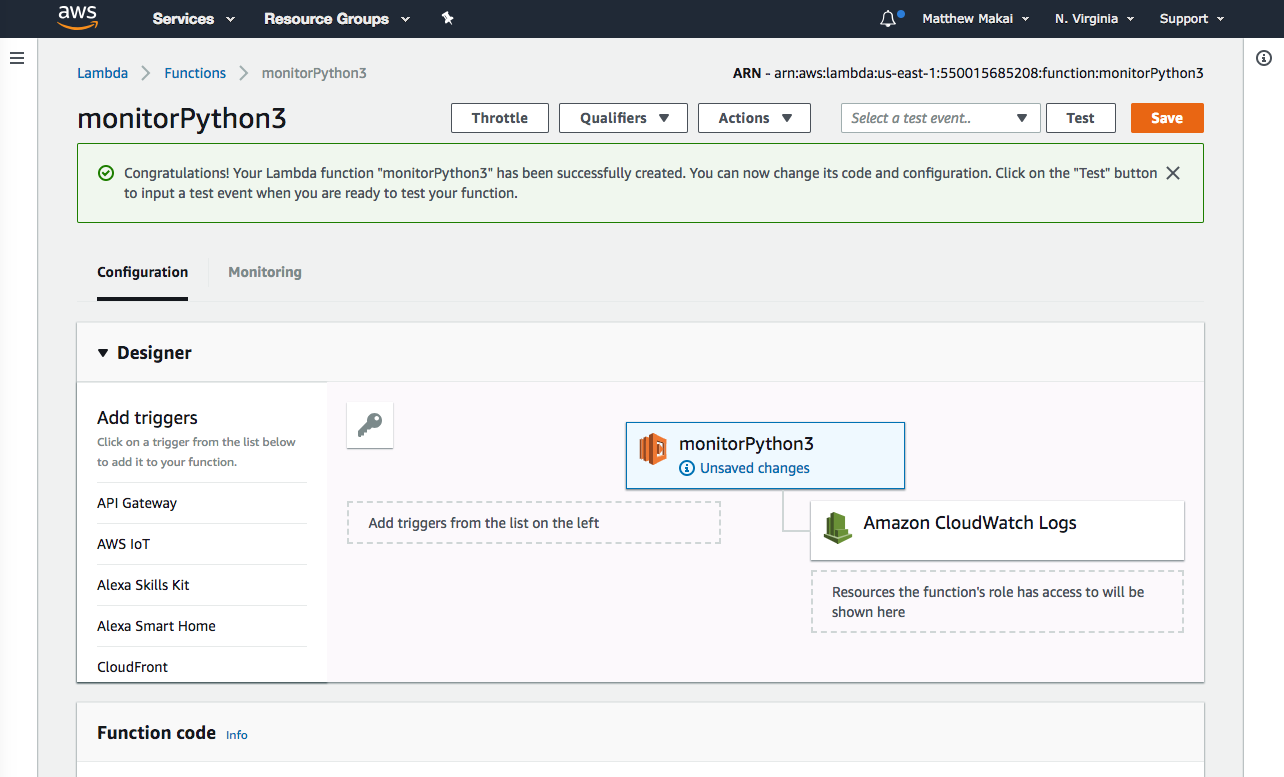 aws Services Resource Groups Matthew Makai N. Virginia Support
Lambda Functions monitorPython3 ARN - arn:aws:lambda:us-east-1:550015685208:function:monitorPython3
monitorPython3 Throttle Qualifiers Actions Select a test event.. Test Save
Congratulations! Your Lambda function "monitorPython3" has been successfully created. You can now change its code and configuration. Click on the "Test" button
to input a test event when you are ready to test your function.
Configuration Monitoring
Designer
Add triggers
Click on a trigger from the list below
to add it to your function.
API Gateway
AWS IoT
Alexa Skills Kit
Alexa Smart Home
CloudFront
monitorPython3
Unsaved changes
Add triggers from the list on the left
Amazon CloudWatch Logs
Resources the function's role has access to will be
shown here
Function code Info